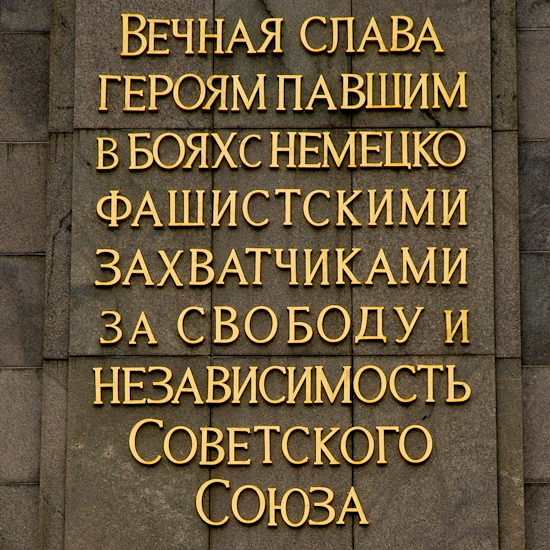 Вечная слава
героям павшим
в боях с немецко
фашистскими
захватчиками
за свободу и
независимость
Советского
Союза